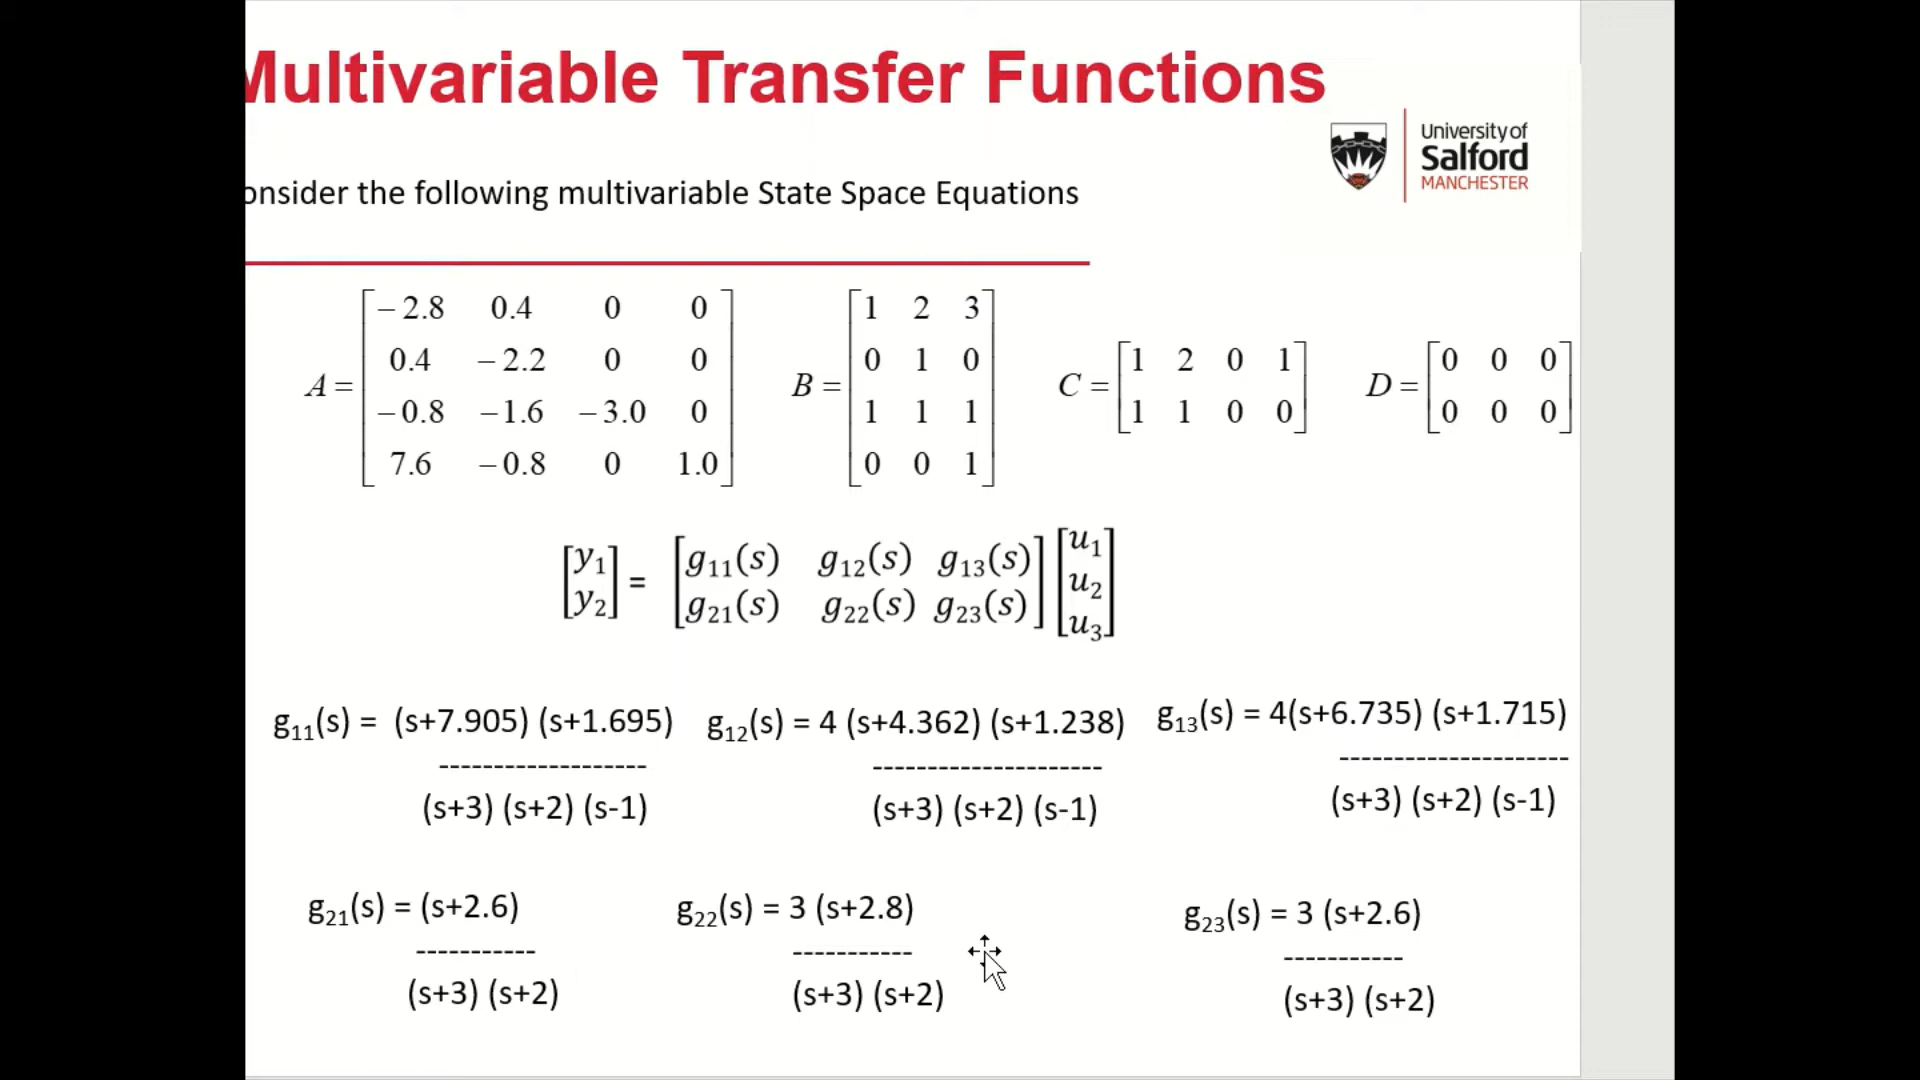 Multivariable Transfer Functions
University of
Salford
MANCHESTER
onsider the following multivariable State Space Equations
A = [ -2.8 0.4 0 0
0.4 -2.2 0 0
-0.8 -1.6 -3.0 0
7.6 -0.8 0 1.0 ]
B = [ 1 2 3
0 1 0
1 1 1
0 0 1 ]
C = [ 1 2 0 1
1 1 0 0 ]
D = [ 0 0 0
0 0 0 ]
[ y₁
y₂ ] = [ g₁₁(s) g₁₂(s) g₁₃(s)
g₂₁(s) g₂₂(s) g₂₃(s) ] [ u₁
u₂
u₃ ]
g₁₁(s) = (s+7.905) (s+1.695)
-------------------
(s+3) (s+2) (s-1)
g₁₂(s) = 4 (s+4.362) (s+1.238)
---------------------
(s+3) (s+2) (s-1)
g₁₃(s) = 4(s+6.735) (s+1.715)
---------------------
(s+3) (s+2) (s-1)
g₂₁(s) = (s+2.6)
-----------
(s+3) (s+2)
g₂₂(s) = 3 (s+2.8)
-----------
(s+3) (s+2)
g₂₃(s) = 3 (s+2.6)
-----------
(s+3) (s+2)